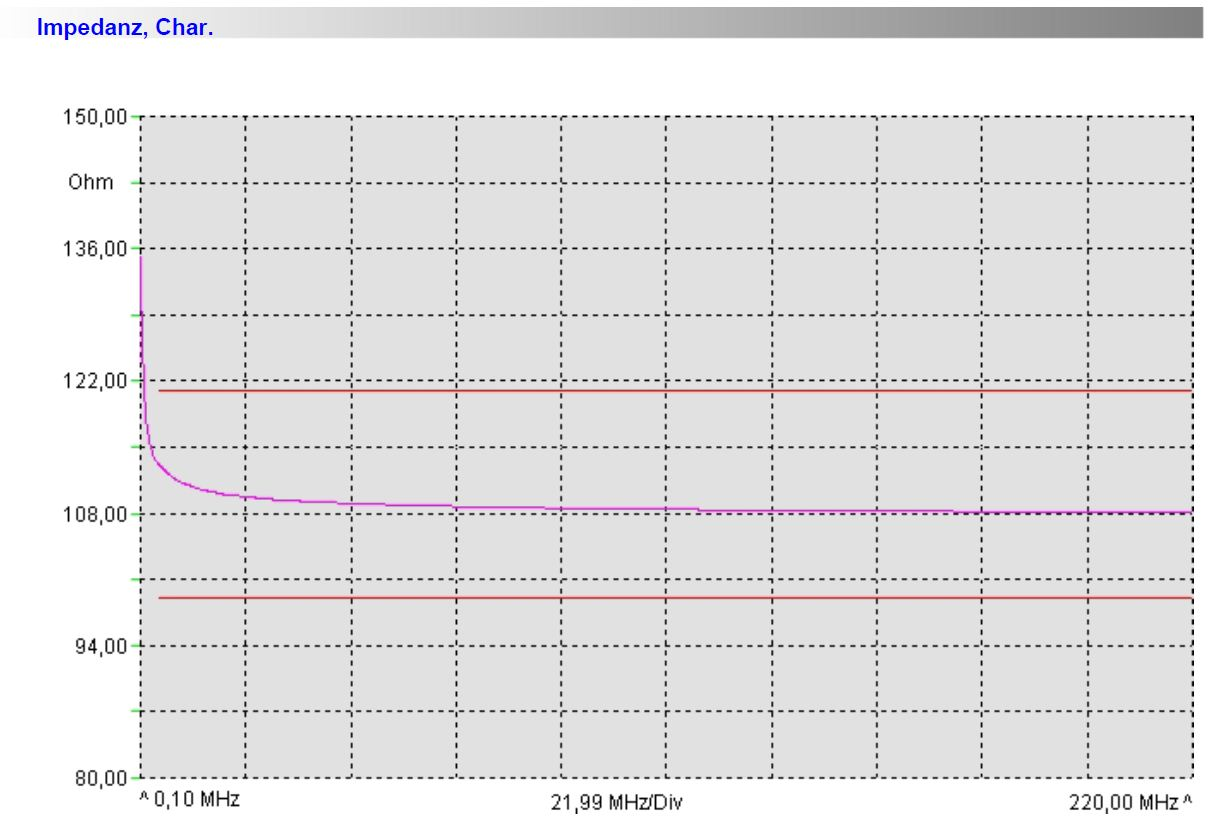 Impedanz, Char.
150,00
Ohm
136,00
122,00
108,00
94,00
80,00
^ 0,10 MHz
21,99 MHz/Div
220,00 MHz ^